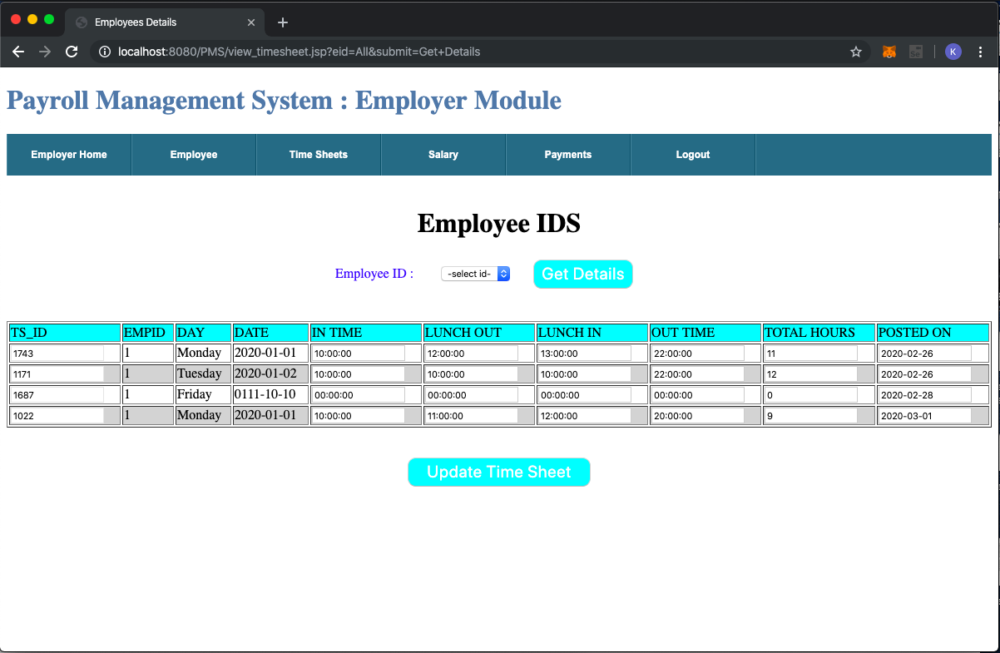 Employees Details
localhost:8080/PMS/view_timesheet.jsp?eid=All&submit=Get+Details
Se
K
Payroll Management System : Employer Module
Employer Home Employee Time Sheets Salary Payments Logout
Employee IDS
Employee ID : -select id- Get Details
TS_ID EMPID DAY DATE IN TIME LUNCH OUT LUNCH IN OUT TIME TOTAL HOURS POSTED ON
1743 1 Monday 2020-01-01 10:00:00 12:00:00 13:00:00 22:00:00 11 2020-02-26
1171 1 Tuesday 2020-01-02 10:00:00 10:00:00 10:00:00 22:00:00 12 2020-02-26
1687 1 Friday 0111-10-10 00:00:00 00:00:00 00:00:00 00:00:00 0 2020-02-28
1022 1 Monday 2020-01-01 10:00:00 11:00:00 12:00:00 20:00:00 9 2020-03-01
Update Time Sheet